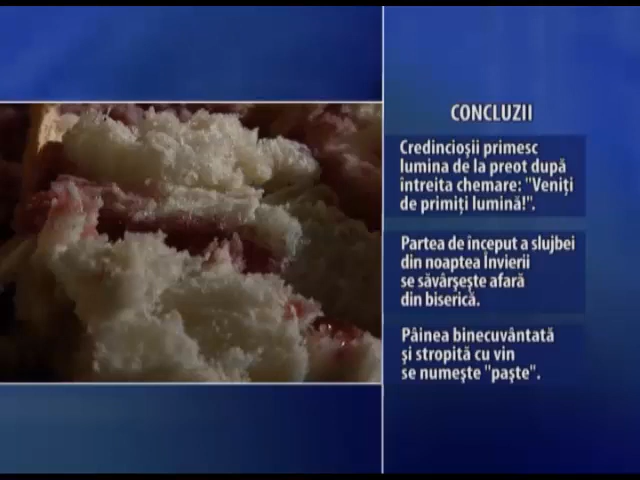 CONCLUZII
Credincioșii primesc
lumina de la preot după
întreita chemare: "Veniți
de primiți lumină!".
Partea de început a slujbei
din noaptea Învierii
se săvârșește afară
din biserică.
Pâinea binecuvântată
și stropită cu vin
se numește "paște".